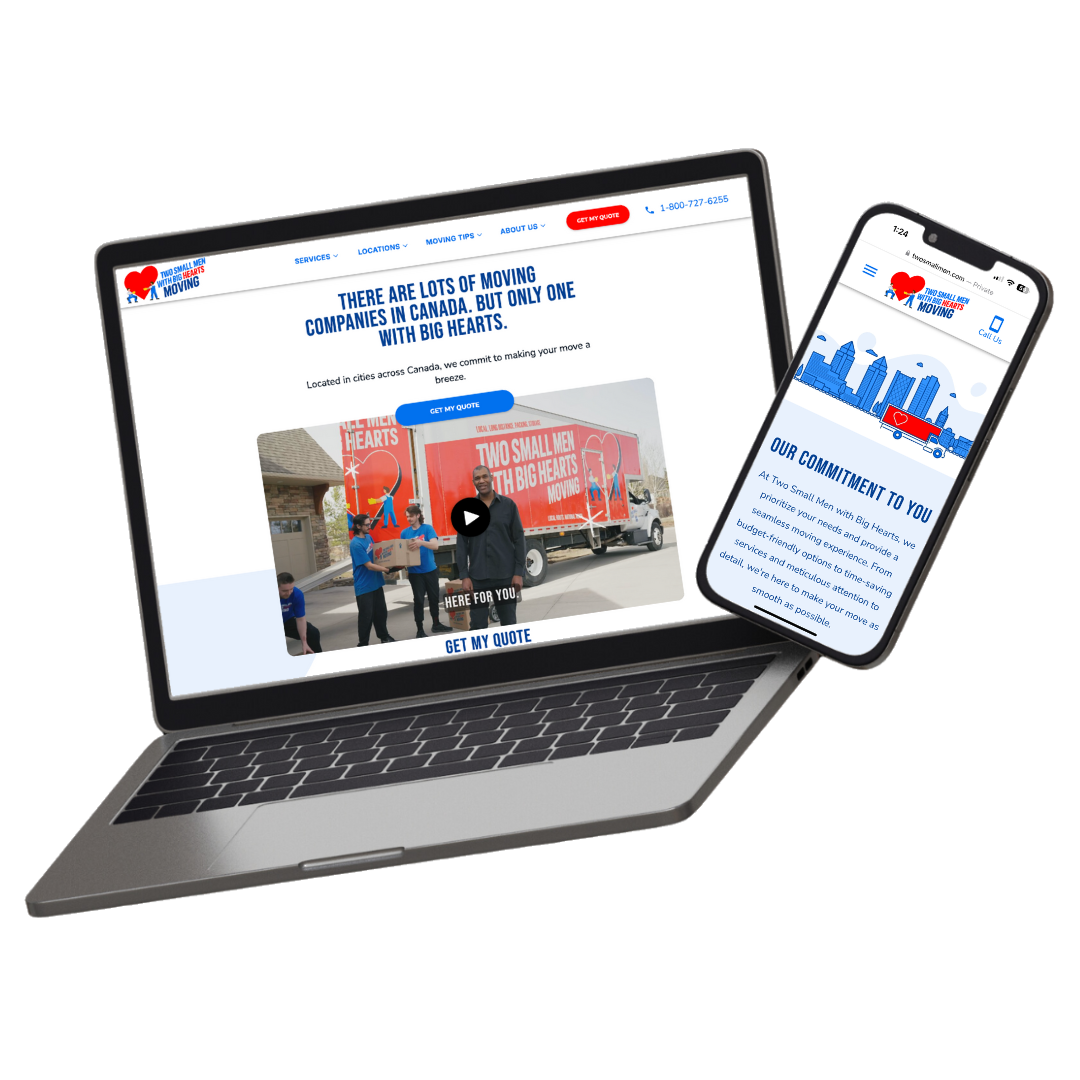 TWO SMALL MEN
WITH BIG HEARTS
MOVING
SERVICES
LOCATIONS
MOVING TIPS
ABOUT US
GET MY QUOTE
1-800-727-6255
THERE ARE LOTS OF MOVING
COMPANIES IN CANADA. BUT ONLY ONE
WITH BIG HEARTS.
Located in cities across Canada, we commit to making your move a
breeze.
GET MY QUOTE
HEARTS
TWO SMALL MEN
WITH BIG HEARTS
MOVING
HERE FOR YOU.
GET MY QUOTE
1:24
twosmallmen.com — Private
TWO SMALL MEN
WITH BIG HEARTS
MOVING
Call Us
OUR COMMITMENT TO YOU
At Two Small Men with Big Hearts, we
prioritize your needs and provide a
seamless moving experience. From
budget-friendly options to time-saving
services and meticulous attention to
detail, we're here to make your move as
smooth as possible.